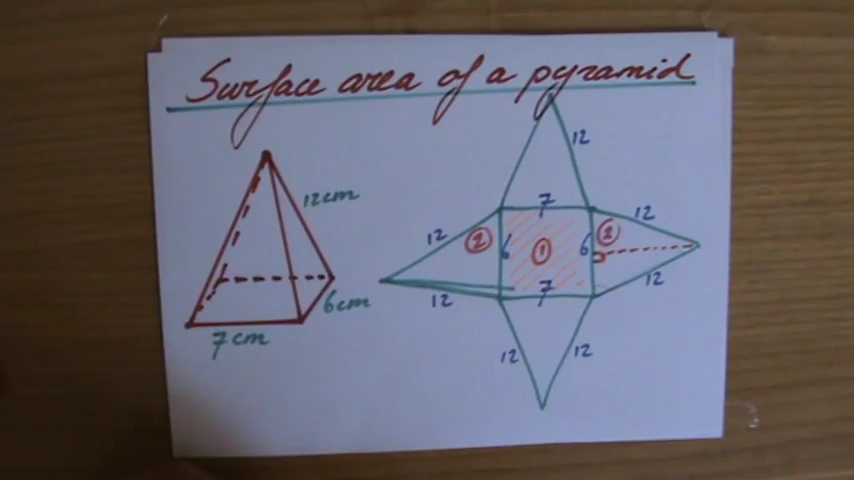 Surface area of a pyramid
12
12cm
7
12
12
② ② 
6 ① 6
12
12
6cm
7
7cm
12 12